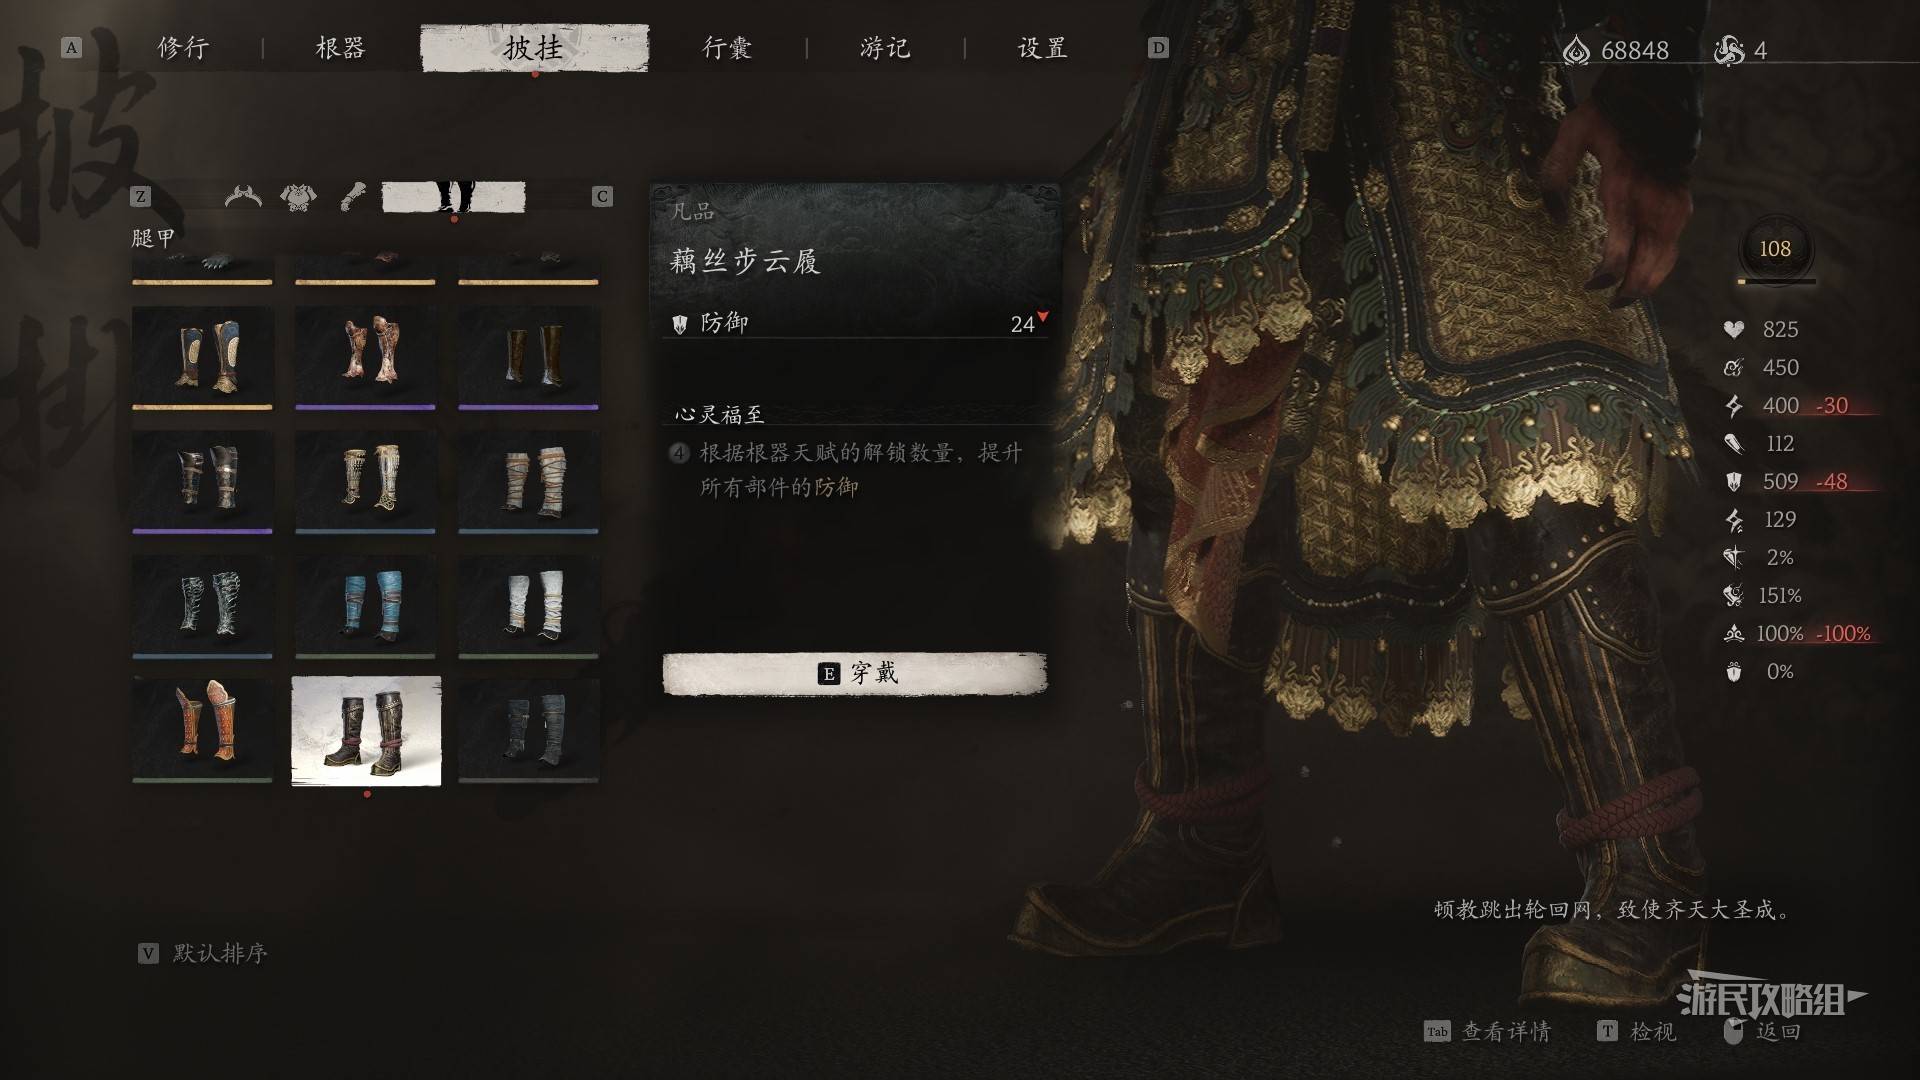 A 修行 根器 披挂 行囊 游记 设置 D 68848 4
披挂
Z C
腿甲
凡品
藕丝步云履
防御 24
心灵福至
4 根据根器天赋的解锁数量，提升
所有部件的防御
E 穿戴
108
825
450
400 -30
112
509 -48
129
2%
151%
100% -100%
0%
顿教跳出轮回网，致使齐天大圣成。
V 默认排序
游民攻略组
Tab 查看详情 T 检视 返回